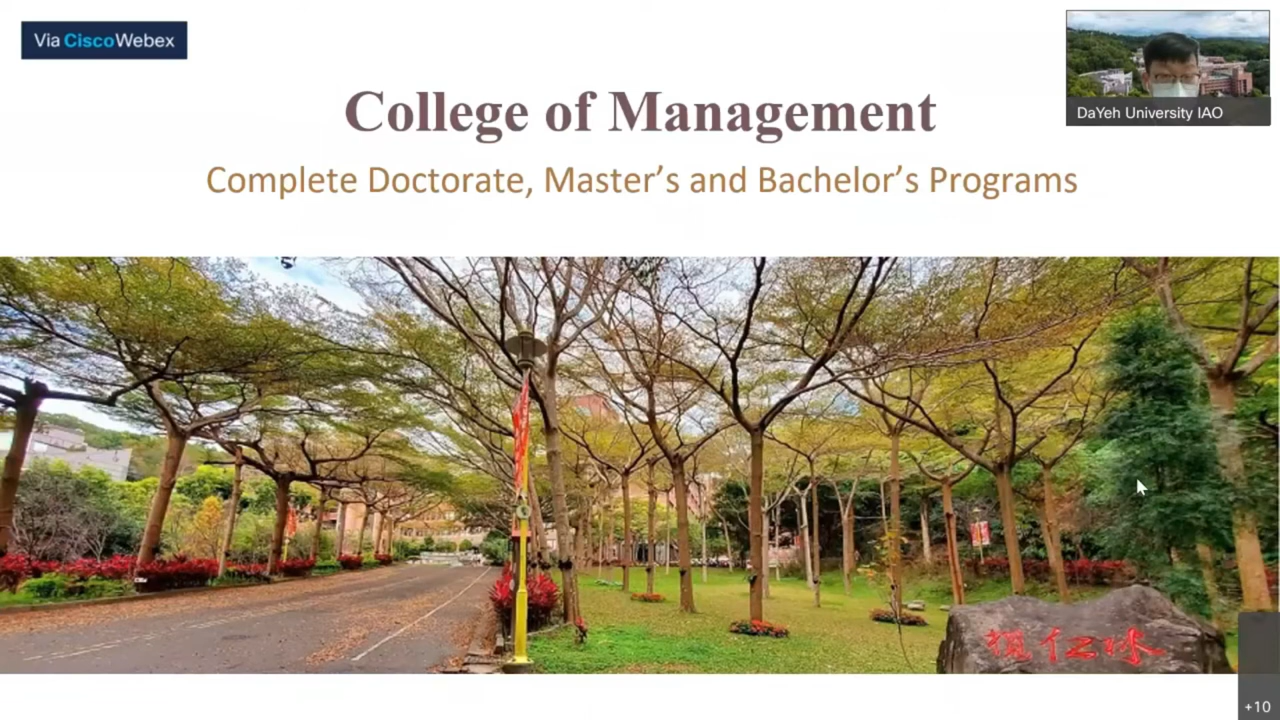 Via CiscoWebex
DaYeh University IAO
College of Management
Complete Doctorate, Master’s and Bachelor’s Programs
+10